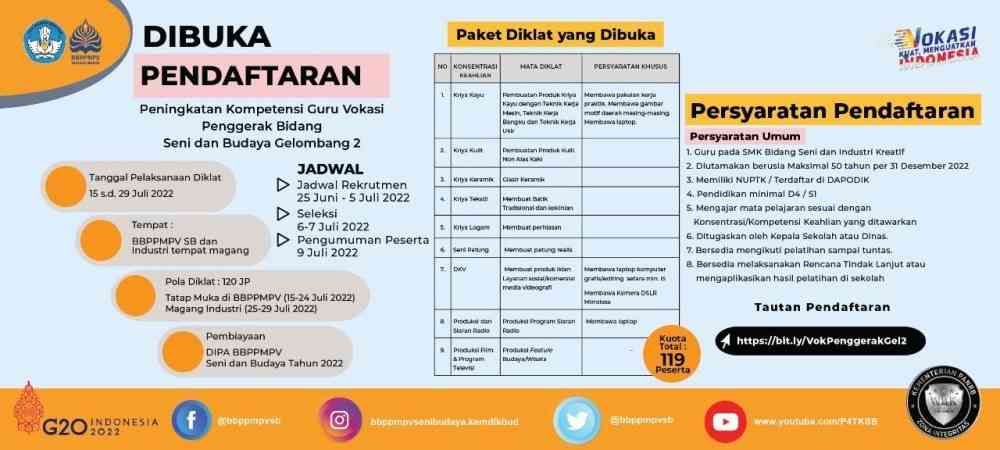 BBPPMPV
DIBUKA
PENDAFTARAN
Peningkatan Kompetensi Guru Vokasi
Penggerak Bidang
Seni dan Budaya Gelombang 2
Tanggal Pelaksanaan Diklat
15 s.d. 29 Juli 2022
Tempat :
BBPPMPV SB dan
Industri tempat magang
Pola Diklat : 120 JP
Tatap Muka di BBPPMPV (15-24 Juli 2022)
Magang Industri (25-29 Juli 2022)
Pembiayaan
DIPA BBPPMPV
Seni dan Budaya Tahun 2022
JADWAL
Jadwal Rekrutmen
25 Juni - 5 Juli 2022
Seleksi
6-7 Juli 2022
Pengumuman Peserta
9 Juli 2022
Paket Diklat yang Dibuka
NO KONSENTRASI KEAHLIAN MATA DIKLAT PERSYARATAN KHUSUS
1. Kriya Kayu Pembuatan Produk Kriya Kayu dengan Teknik Kerja Mesin, Teknik Kerja Bangku dan Teknik Kerja Ukir Membawa pakaian kerja praktik. Membawa gambar motif daerah masing-masing. Membawa laptop.
2. Kriya Kulit Pembuatan Produk Kulit Non Alas Kaki
3. Kriya Keramik Glasir Keramik
4. Kriya Tekstil Membuat Batik Tradisional dan kekinian
5. Kriya Logam Membuat perhiasan
6. Seni Patung Membuat patung realis
7. DKV Membuat produk iklan Layanan sosial/komersial media videografi Membawa laptop komputer grafis/editing setara min. i5 Membawa Kamera DSLR Mirrorless
8. Produksi dan Siaran Radio Produksi Program Siaran Radio Membawa laptop
9. Produksi Film & Program Televisi Produksi Feature Budaya/Wisata -
Kuota
Total :
119
Peserta
VOKASI
KUAT, MENGUATKAN
INDONESIA
Persyaratan Pendaftaran
Persyaratan Umum
1. Guru pada SMK Bidang Seni dan Industri Kreatif
2. Diutamakan berusia Maksimal 50 tahun per 31 Desember 2022
3. Memiliki NUPTK / Terdaftar di DAPODIK
4. Pendidikan minimal D4 / S1
5. Mengajar mata pelajaran sesuai dengan
Konsentrasi/Kompetensi Keahlian yang ditawarkan
6. Ditugaskan oleh Kepala Sekolah atau Dinas.
7. Bersedia mengikuti pelatihan sampai tuntas.
8. Bersedia melaksanakan Rencana Tindak Lanjut atau
mengaplikasikan hasil pelatihan di sekolah
Tautan Pendaftaran
https://bit.ly/VokPenggerakGel2
G20 INDONESIA
2022
@bbppmpvsb
bbppmpvsenibudaya.kemdikbud
@bbppmpvsb
www.youtube.com/P4TKSB
KEMENTERIAN PANRB
ZONA INTEGRITAS